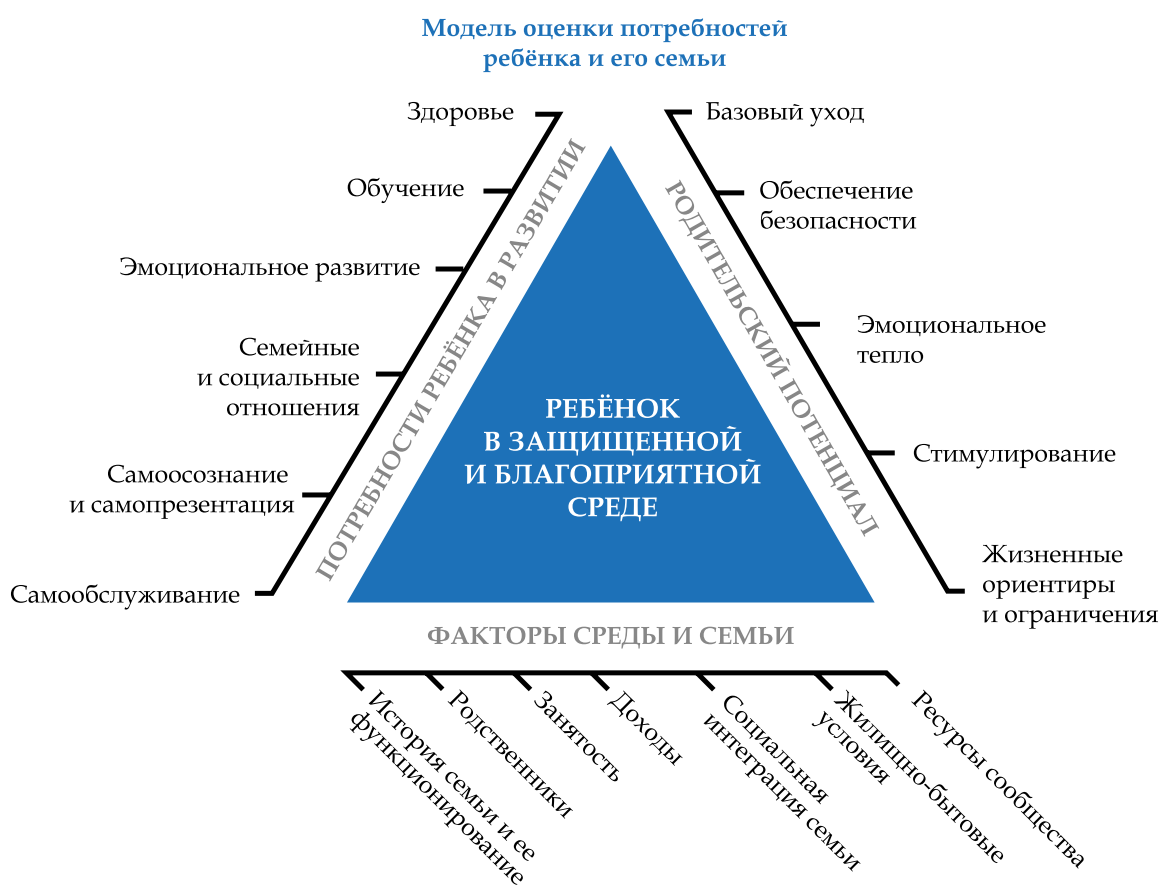 Модель оценки потребностей
ребёнка и его семьи
Здоровье
Обучение
Эмоциональное развитие
Семейные
и социальные
отношения
Самоосознание
и самопрезентация
Самообслуживание
ПОТРЕБНОСТИ РЕБЁНКА В РАЗВИТИИ
РЕБЁНОК
В ЗАЩИЩЕННОЙ
И БЛАГОПРИЯТНОЙ
СРЕДЕ
РОДИТЕЛЬСКИЙ ПОТЕНЦИАЛ
Базовый уход
Обеспечение
безопасности
Эмоциональное
тепло
Стимулирование
Жизненные
ориентиры
и ограничения
ФАКТОРЫ СРЕДЫ И СЕМЬИ
История семьи и ее
функционирование
Родственники
Занятость
Доходы
Социальная
интеграция семьи
Жилищно-бытовые
условия
Ресурсы сообщества